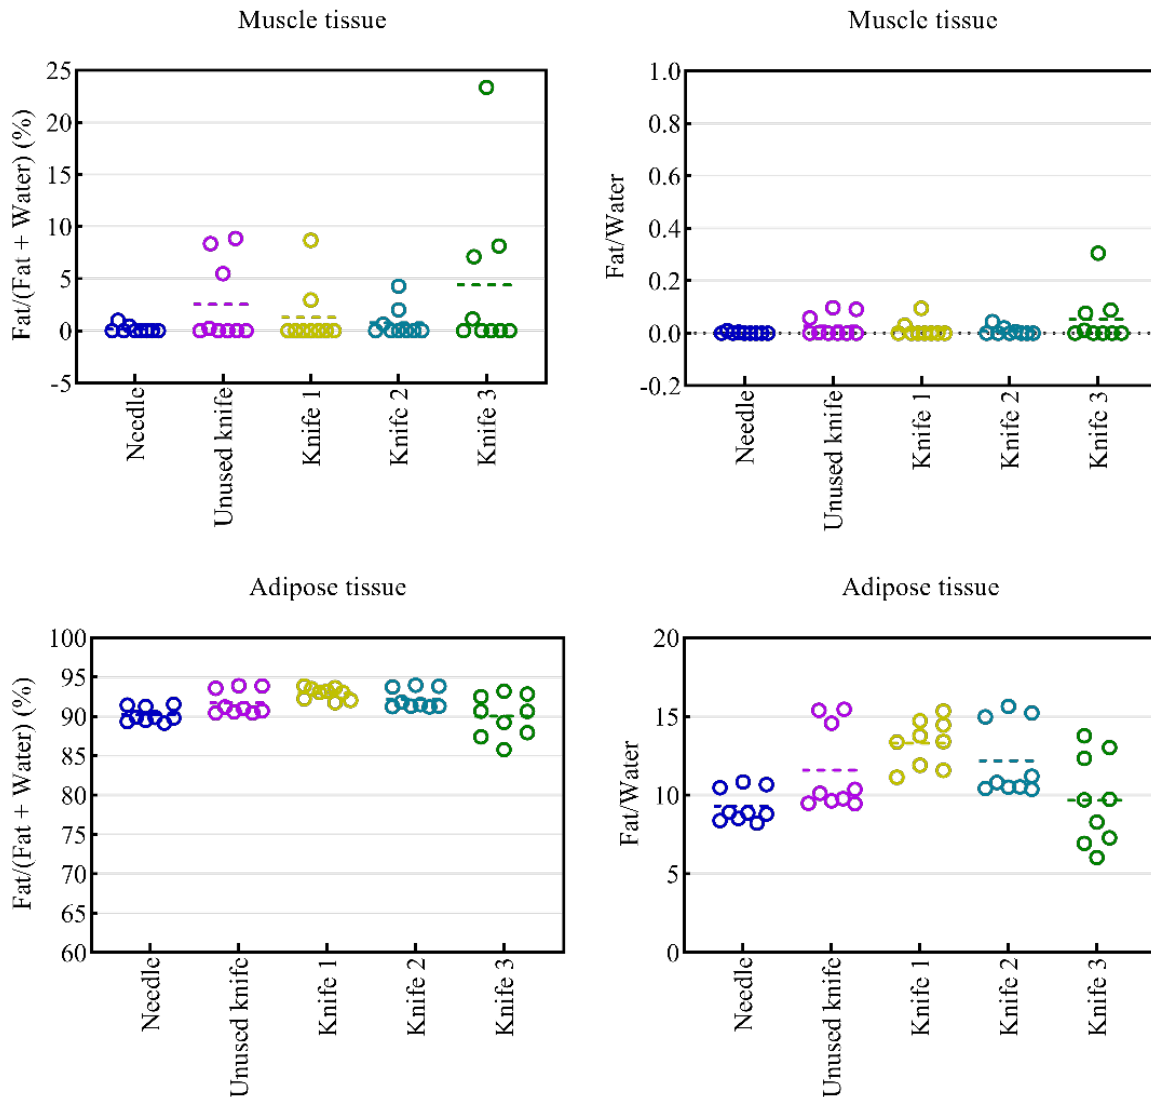 Muscle tissue
Fat/(Fat + Water) (%)
25
20
15
10
5
0
-5
Needle
Unused knife
Knife 1
Knife 2
Knife 3
Muscle tissue
Fat/Water
1.0
0.8
0.6
0.4
0.2
0.0
-0.2
Needle
Unused knife
Knife 1
Knife 2
Knife 3
Adipose tissue
Fat/(Fat + Water) (%)
100
95
90
85
80
75
70
65
60
Needle
Unused knife
Knife 1
Knife 2
Knife 3
Adipose tissue
Fat/Water
20
15
10
5
0
Needle
Unused knife
Knife 1
Knife 2
Knife 3